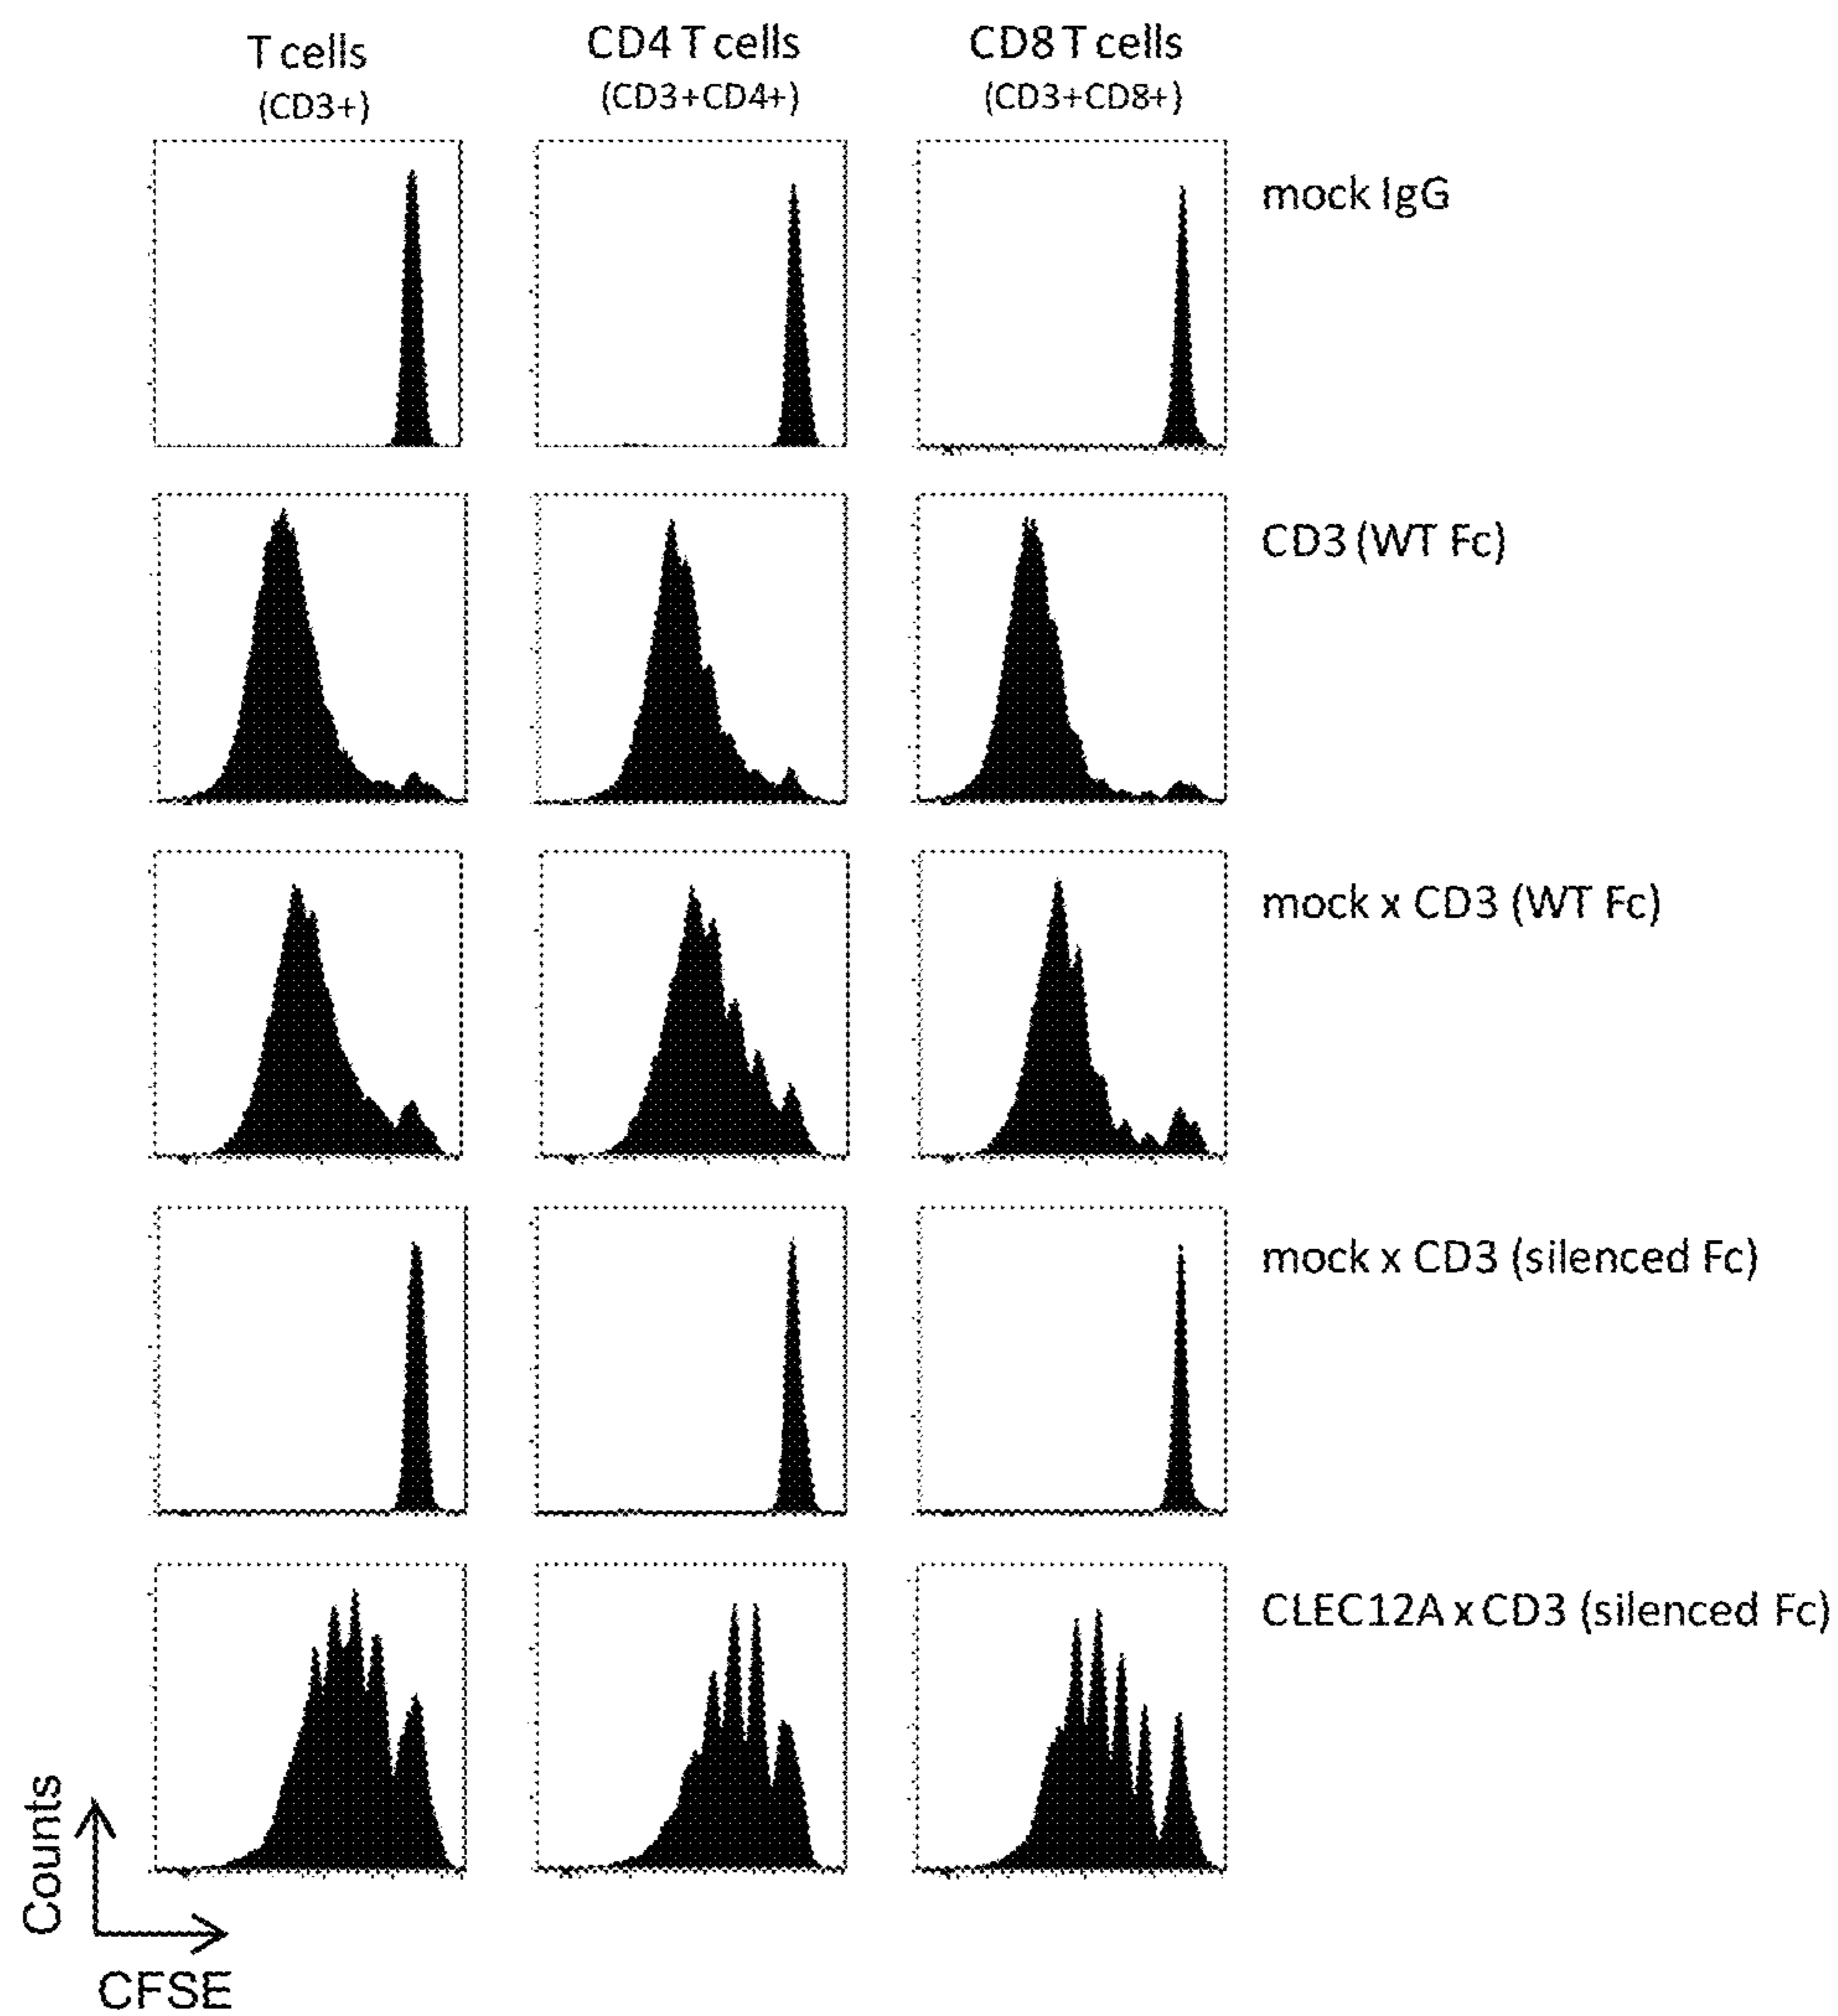 T cells
(CD3+)
CD4 T cells
(CD3+CD4+)
CD8 T cells
(CD3+CD8+)
mock IgG
CD3 (WT Fc)
mock x CD3 (WT Fc)
mock x CD3 (silenced Fc)
CLEC12A x CD3 (silenced Fc)
Counts
CFSE